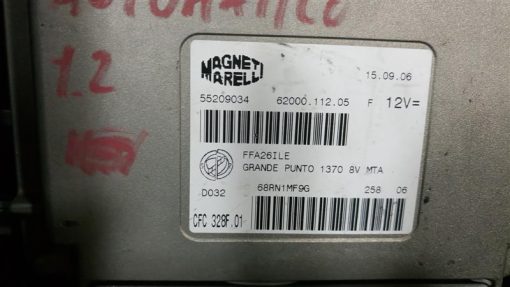 AUTOMATICO
1.2
MAGNETI
MARELLI
15.09.06
55209034 62000.112.05 F 12V=
FFA26ILE
GRANDE PUNTO 1370 8V MTA
D032 68RN1MF9G 258 06
CFC 328F.01